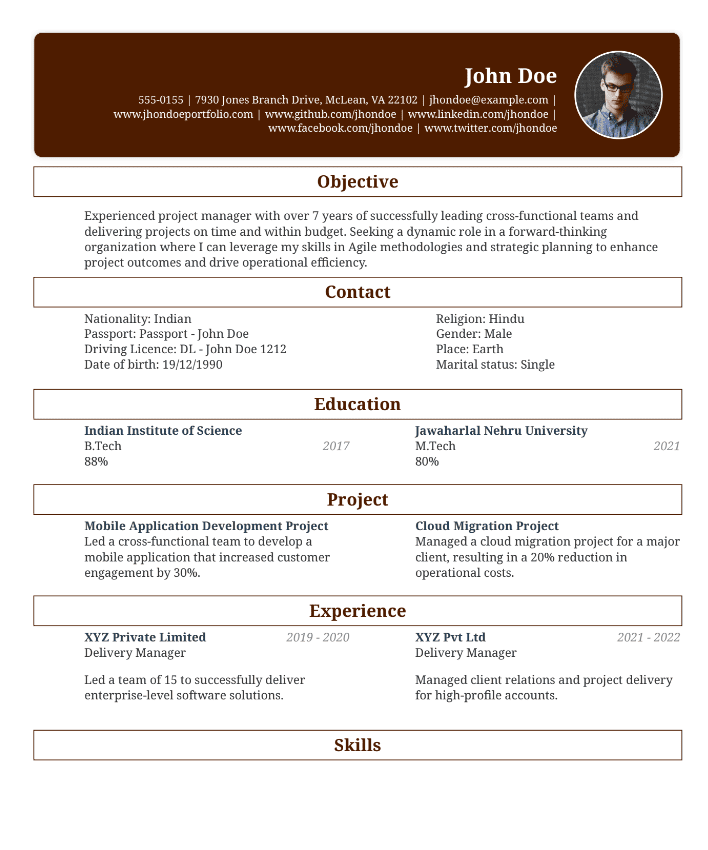 John Doe
555-0155 | 7930 Jones Branch Drive, McLean, VA 22102 | jhondoe@example.com |
www.jhondoeportfolio.com | www.github.com/jhondoe | www.linkedin.com/jhondoe |
www.facebook.com/jhondoe | www.twitter.com/jhondoe
Objective
Experienced project manager with over 7 years of successfully leading cross-functional teams and
delivering projects on time and within budget. Seeking a dynamic role in a forward-thinking
organization where I can leverage my skills in Agile methodologies and strategic planning to enhance
project outcomes and drive operational efficiency.
Contact
Nationality: Indian
Passport: Passport - John Doe
Driving Licence: DL - John Doe 1212
Date of birth: 19/12/1990
Religion: Hindu
Gender: Male
Place: Earth
Marital status: Single
Education
Indian Institute of Science
B.Tech 2017
88%
Jawaharlal Nehru University
M.Tech 2021
80%
Project
Mobile Application Development Project
Led a cross-functional team to develop a
mobile application that increased customer
engagement by 30%.
Cloud Migration Project
Managed a cloud migration project for a major
client, resulting in a 20% reduction in
operational costs.
Experience
XYZ Private Limited 2019 - 2020
Delivery Manager
Led a team of 15 to successfully deliver
enterprise-level software solutions.
XYZ Pvt Ltd 2021 - 2022
Delivery Manager
Managed client relations and project delivery
for high-profile accounts.
Skills